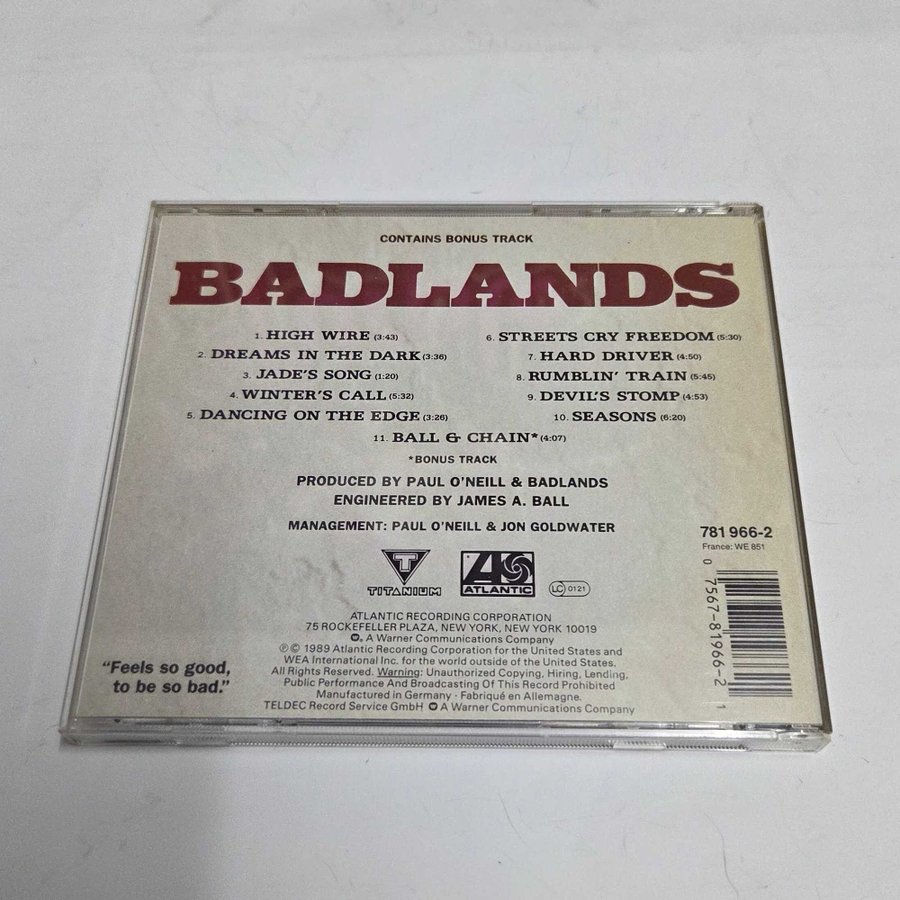 CONTAINS BONUS TRACK
BADLANDS
1. HIGH WIRE (3:43)
2. DREAMS IN THE DARK (3:36)
3. JADE'S SONG (1:20)
4. WINTER'S CALL (5:32)
5. DANCING ON THE EDGE (3:26)
6. STREETS CRY FREEDOM (5:30)
7. HARD DRIVER (4:50)
8. RUMBLIN' TRAIN (5:45)
9. DEVIL'S STOMP (4:53)
10. SEASONS (6:20)
11. BALL & CHAIN* (4:07)
*BONUS TRACK
PRODUCED BY PAUL O'NEILL & BADLANDS
ENGINEERED BY JAMES A. BALL
MANAGEMENT: PAUL O'NEILL & JON GOLDWATER
781 966-2
France: WE 851
T
TITANIUM
A
ATLANTIC
LC 0121
0 7567-81966-2 1
ATLANTIC RECORDING CORPORATION
75 ROCKEFELLER PLAZA, NEW YORK, NEW YORK 10019
W. A Warner Communications Company
℗© 1989 Atlantic Recording Corporation for the United States and
WEA International Inc. for the world outside of the United States.
All Rights Reserved. Warning: Unauthorized Copying, Hiring, Lending,
Public Performance And Broadcasting Of This Record Prohibited
Manufactured in Germany · Fabriqué en Allemagne.
TELDEC Record Service GmbH W A Warner Communications Company
"Feels so good,
to be so bad."